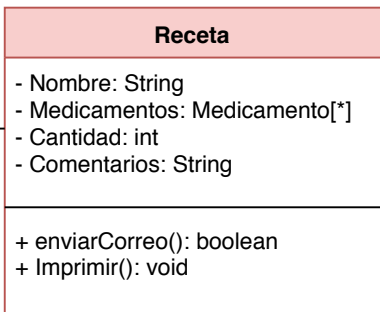 Receta
- Nombre: String
- Medicamentos: Medicamento[*]
- Cantidad: int
- Comentarios: String
+ enviarCorreo(): boolean
+ Imprimir(): void